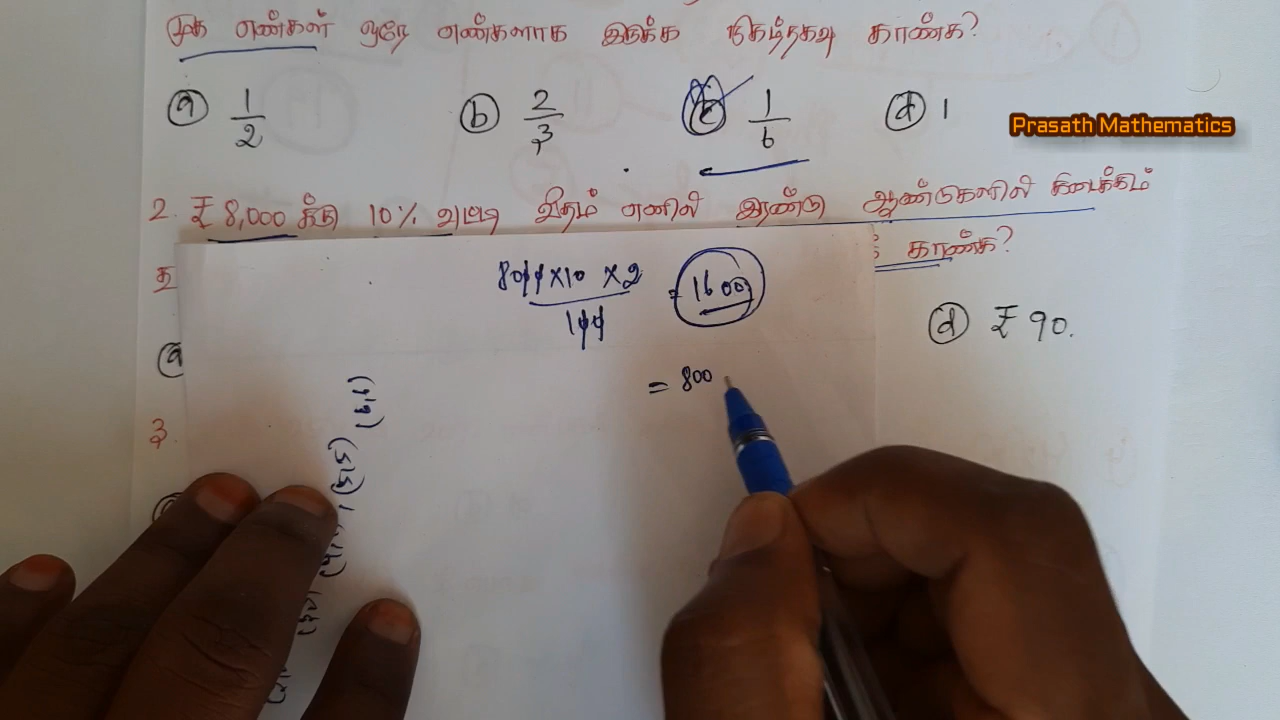 முக எண்கள் ஒரே எண்களாக இருக்க நிகழ்தகவு காண்க?
ⓐ 1/2 ⓑ 2/3 ⓒ 1/6 ⓓ 1
Prasath Mathematics
2. ₹ 8,000 க்கு 10% வட்டி வீதம் எனில் இரண்டு ஆண்டுகளில் கிடைக்கும்
காண்க?
8000×10×2/100 = 1600
ⓐ ⓓ ₹ 90.
= 800
3.